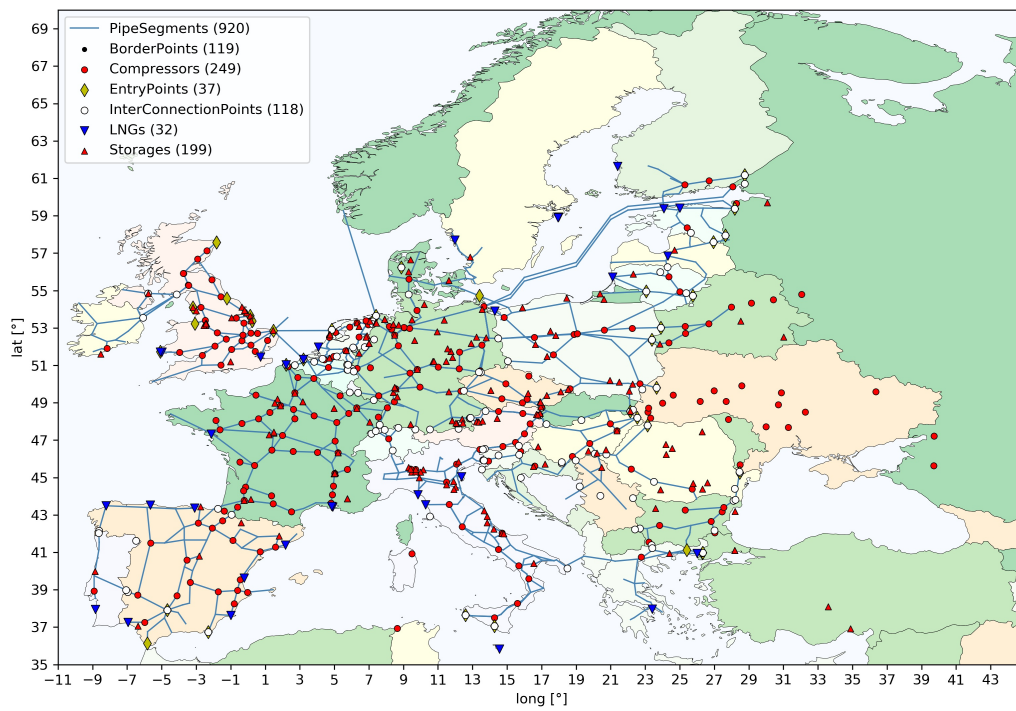 PipeSegments (920)
BorderPoints (119)
Compressors (249)
EntryPoints (37)
InterConnectionPoints (118)
LNGs (32)
Storages (199)
lat [°]
69
67
65
63
61
59
57
55
53
51
49
47
45
43
41
39
37
35
-11 -9 -7 -5 -3 -1 1 3 5 7 9 11 13 15 17 19 21 23 25 27 29 31 33 35 37 39 41 43
long [°]